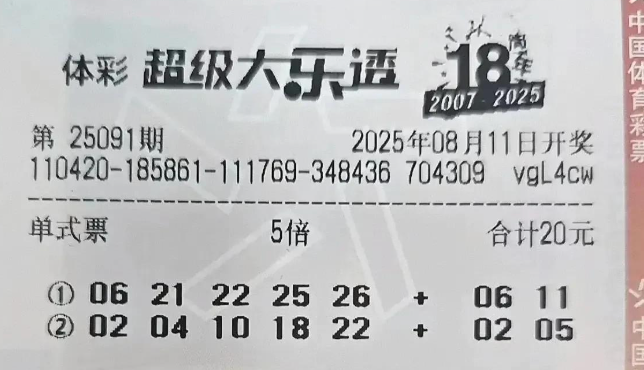 体彩 超级大乐透 18周年
2007-2025
第 25091期 2025年08月11日开奖
110420-185861-111769-348436 704309 vgL4cw
单式票 5倍 合计20元
① 06 21 22 25 26 + 06 11
② 02 04 10 18 22 + 02 05
中国体育彩票
中国